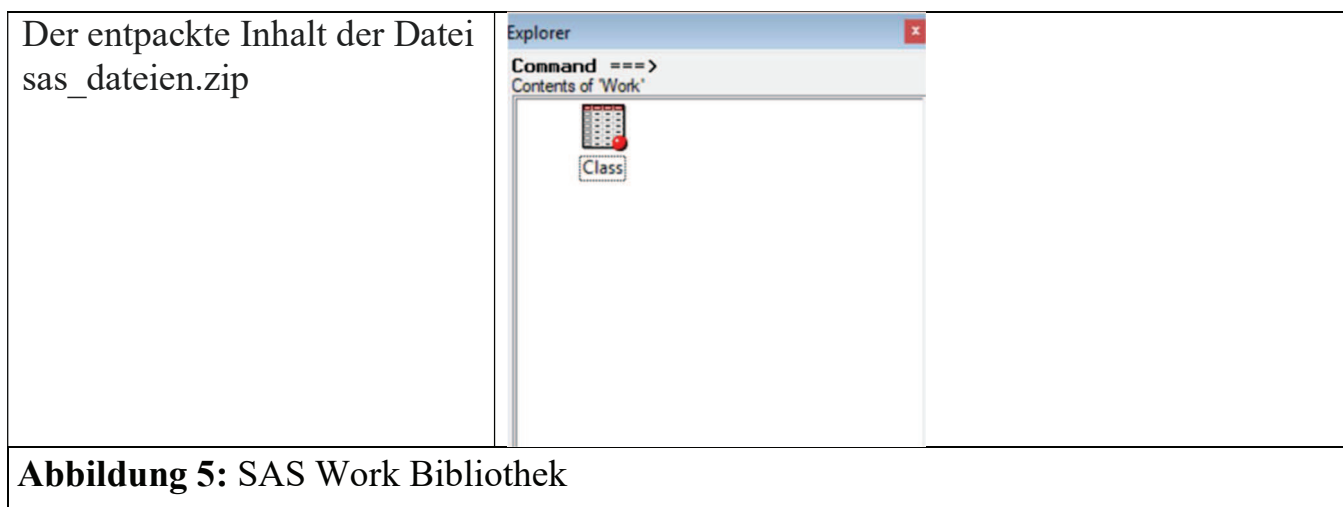 Der entpackte Inhalt der Datei
sas_dateien.zip
Explorer
Command ===>
Contents of 'Work'
Class
Abbildung 5: SAS Work Bibliothek